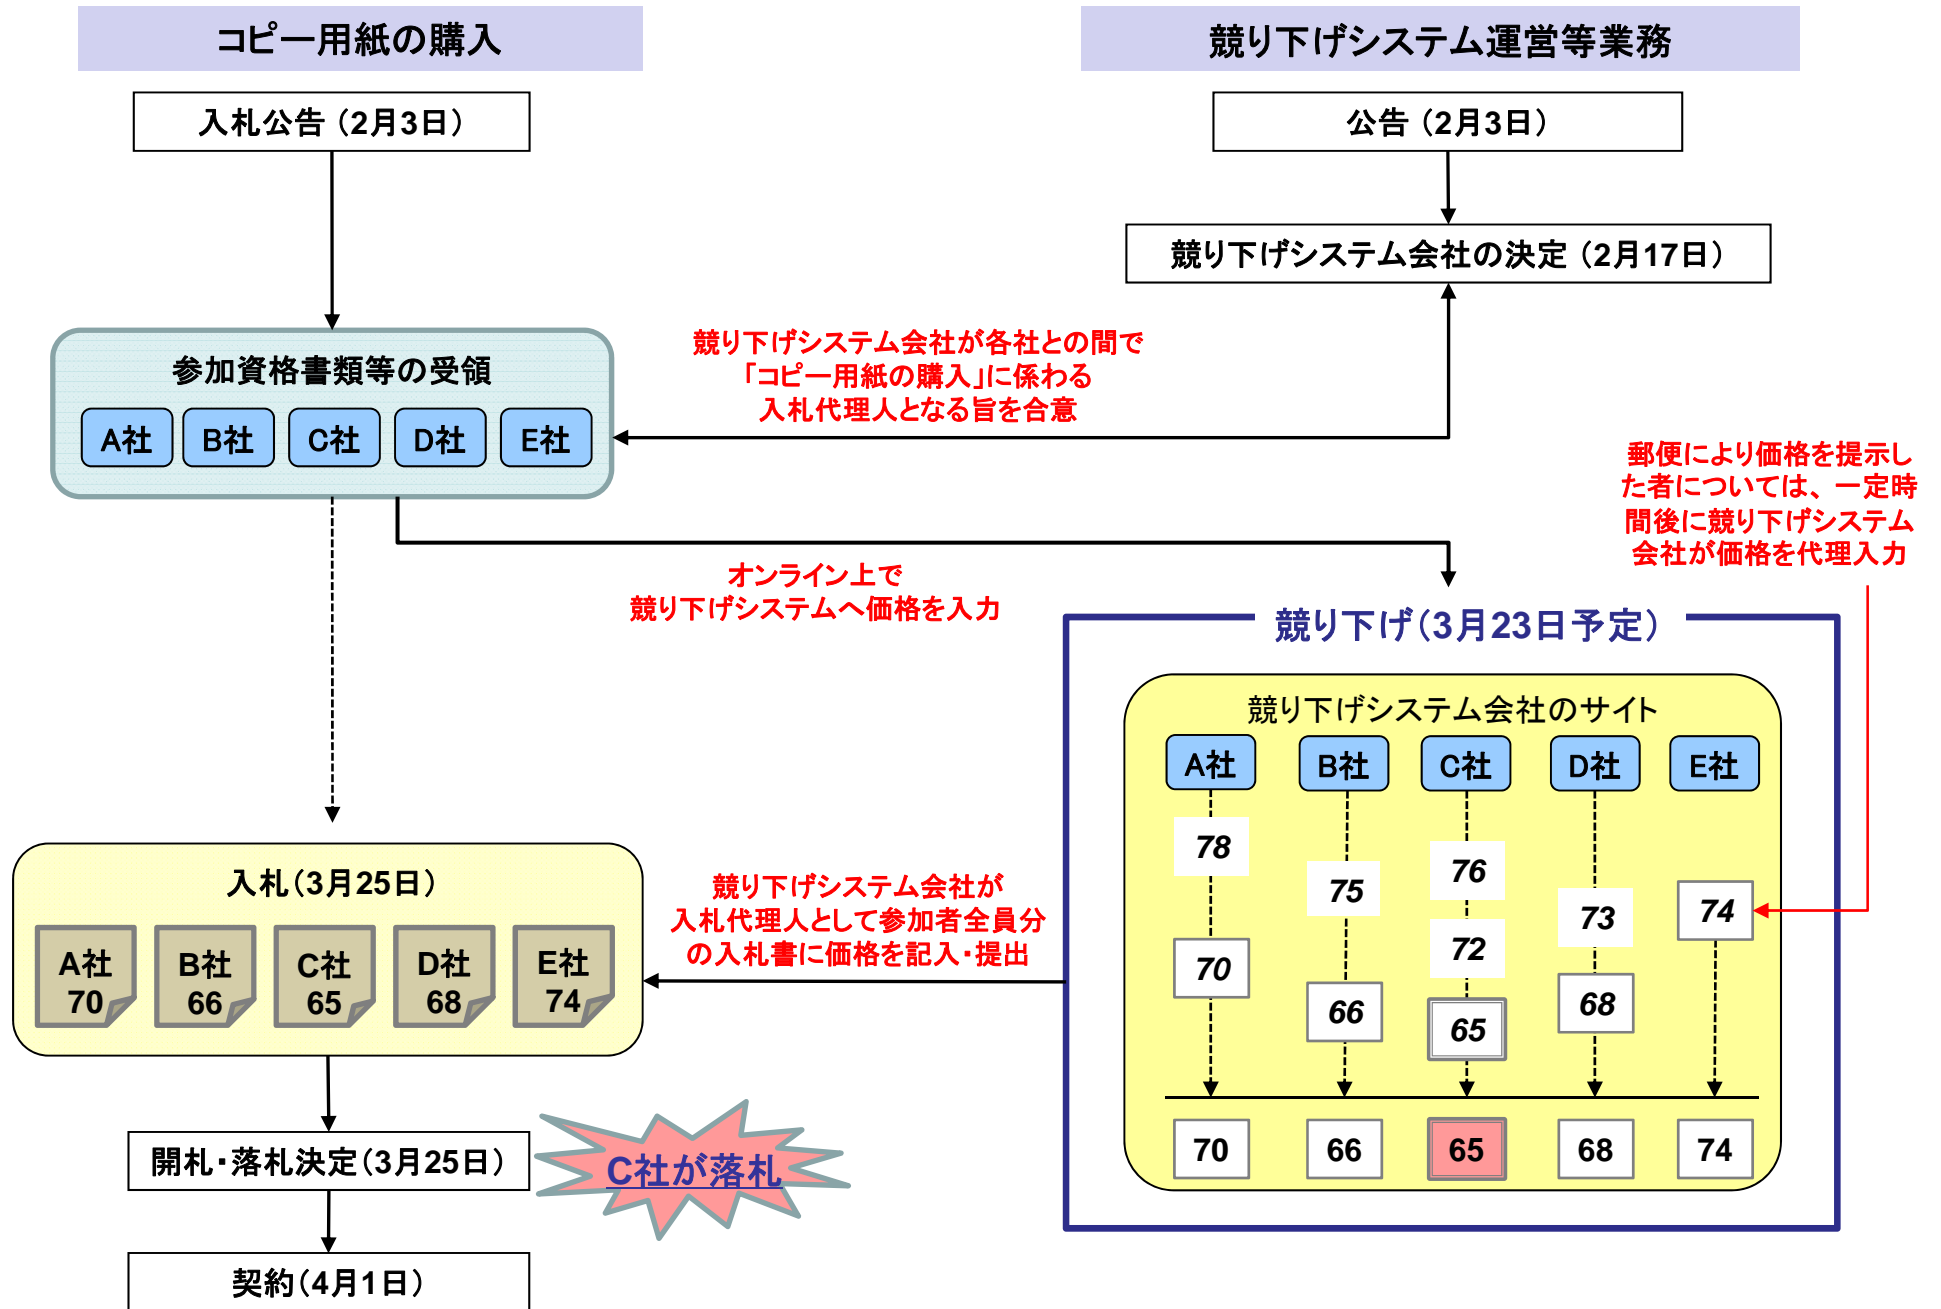 コピー用紙の購入
競り下げシステム運営等業務
入札公告（2月3日）
公告（2月3日）
競り下げシステム会社の決定（2月17日）
競り下げシステム会社が各社との間で
「コピー用紙の購入」に係わる
入札代理人となる旨を合意
参加資格書類等の受領
A社 B社 C社 D社 E社
郵便により価格を提示し
た者については、一定時
間後に競り下げシステム
会社が価格を代理入力
オンライン上で
競り下げシステムへ価格を入力
競り下げ（3月23日予定）
競り下げシステム会社のサイト
A社 B社 C社 D社 E社
78
76
75
74
73
72
70
68
66
65
70 66 65 68 74
競り下げシステム会社が
入札代理人として参加者全員分
の入札書に価格を記入・提出
入札（3月25日）
A社 B社 C社 D社 E社
70 66 65 68 74
開札・落札決定（3月25日）
C社が落札
契約（4月1日）